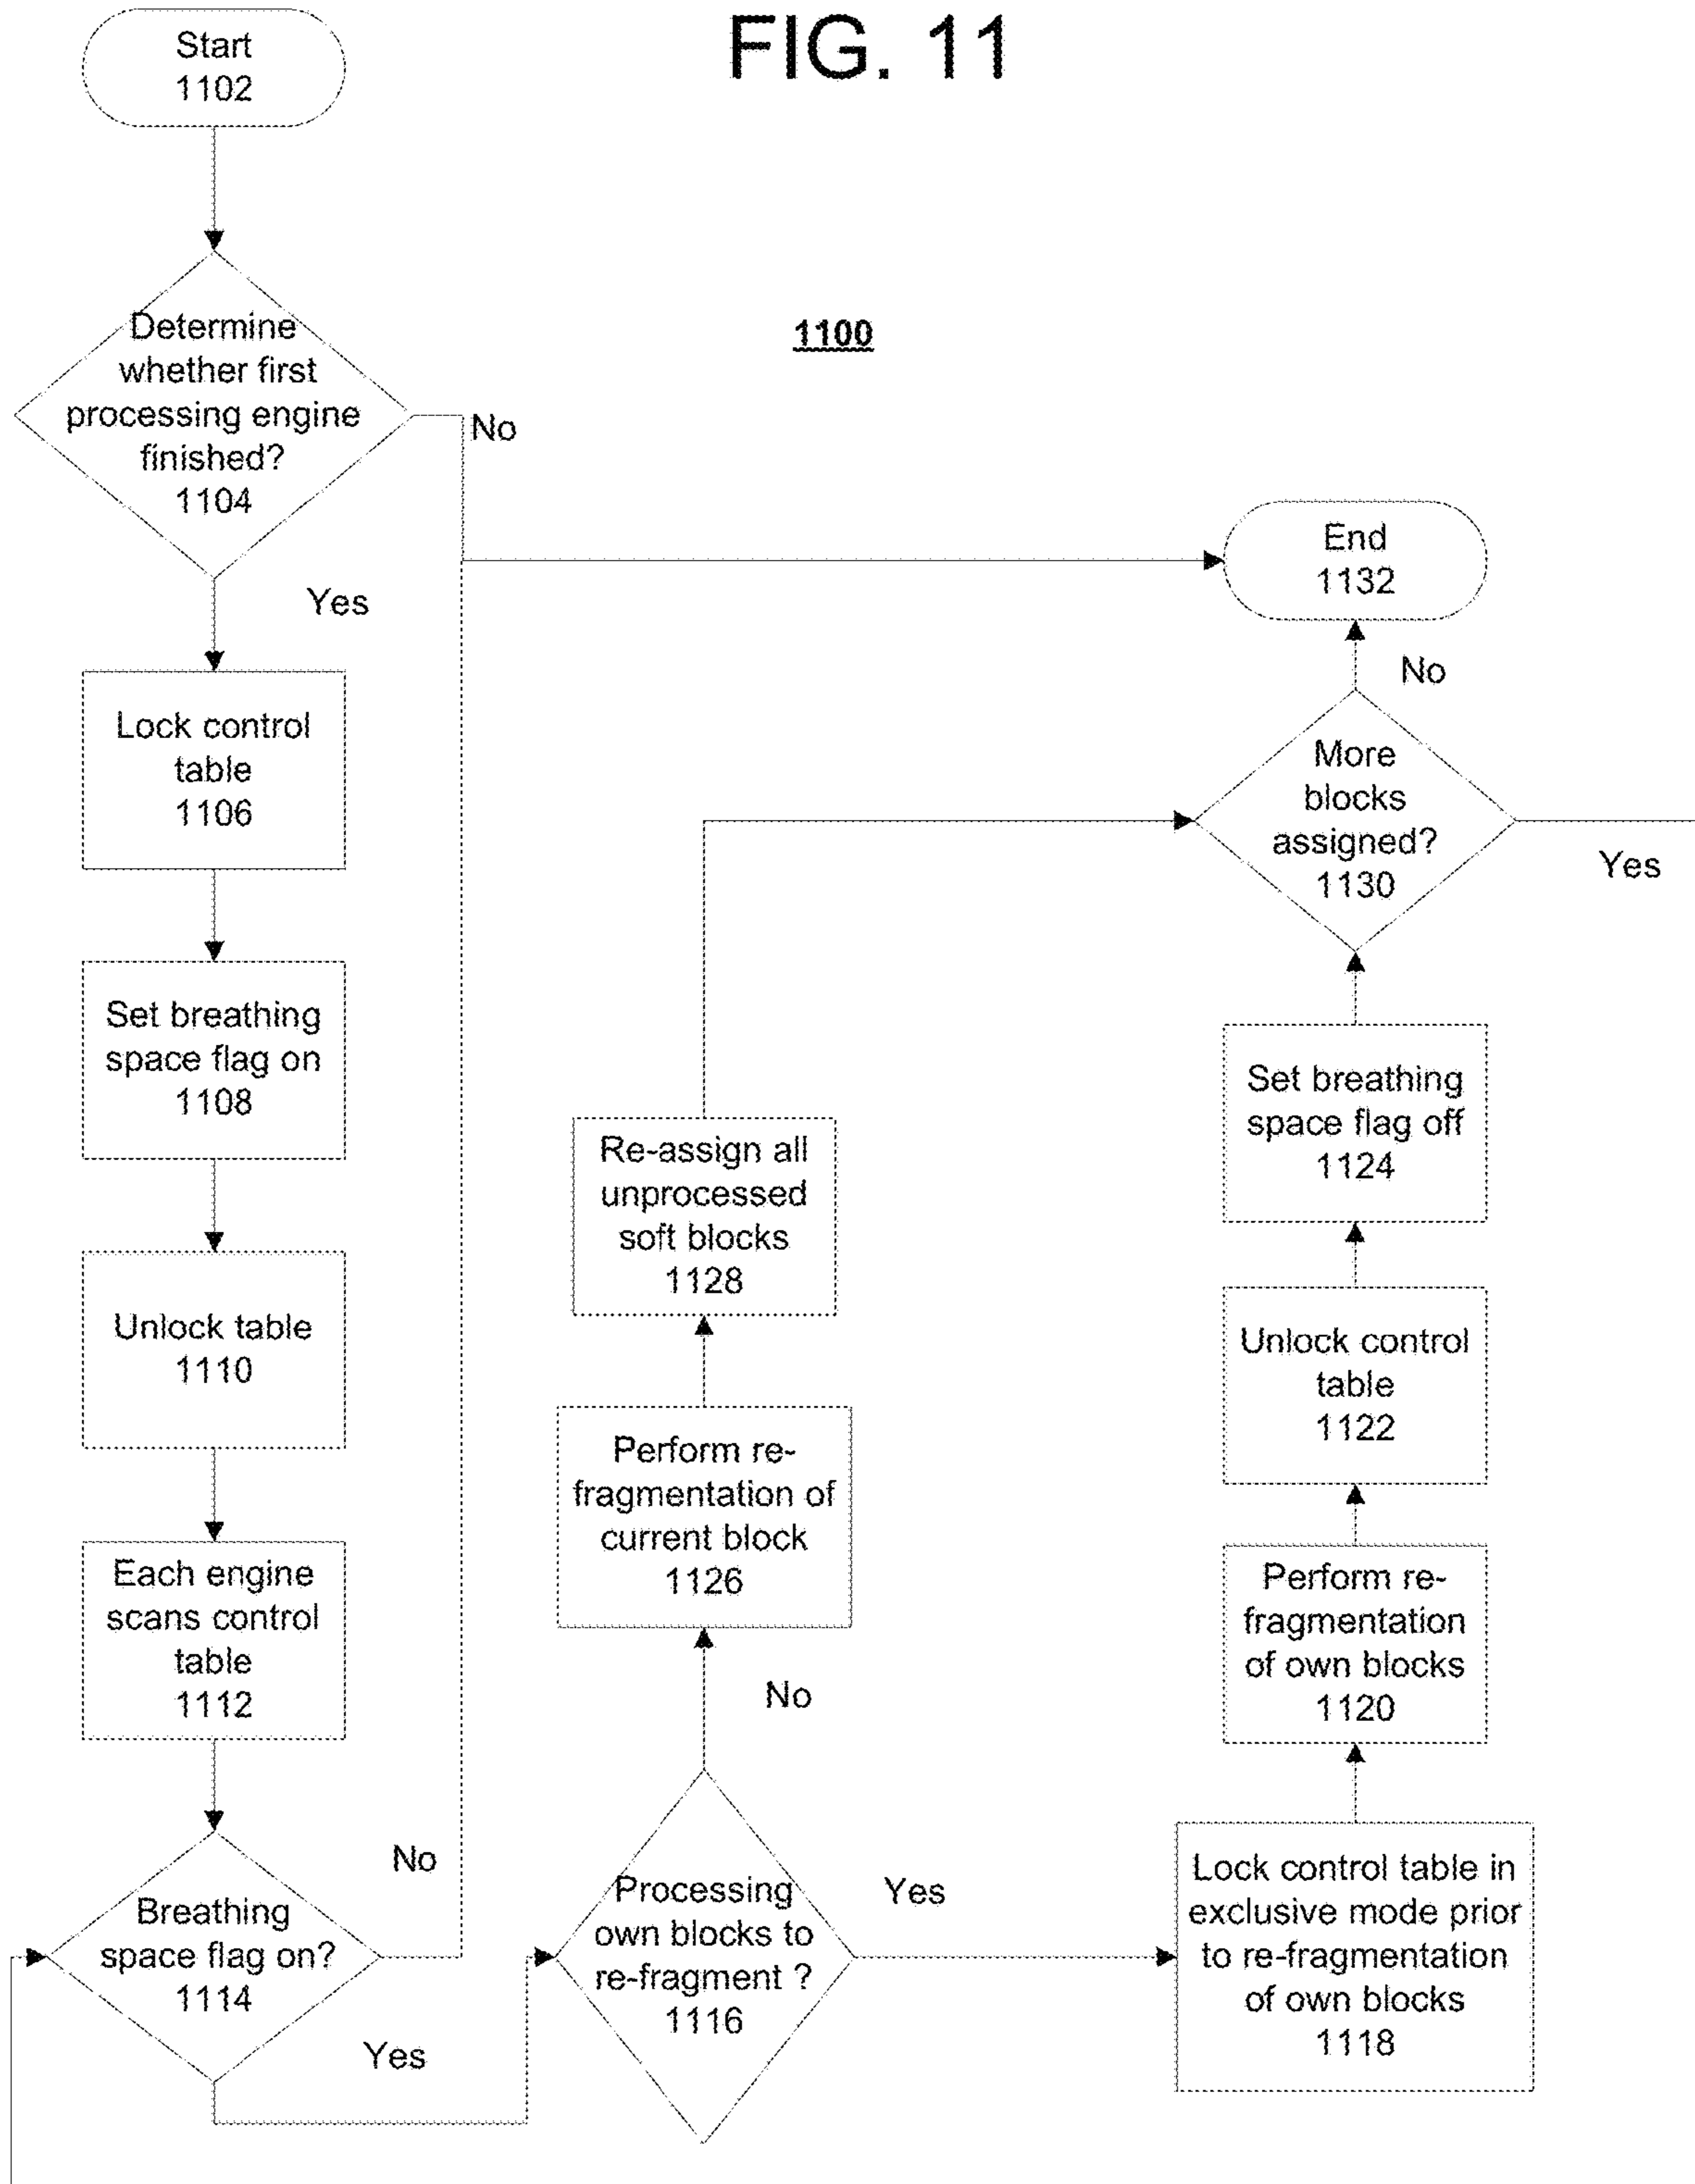 FIG. 11
Start
1102
Determine
whether first
processing engine
finished?
1104
No
Yes
1100
Lock control
table
1106
Set breathing
space flag on
1108
Unlock table
1110
Each engine
scans control
table
1112
Breathing
space flag on?
1114
No
Yes
Processing
own blocks to
re-fragment ?
1116
No
Yes
Perform re-
fragmentation of
current block
1126
Re-assign all
unprocessed
soft blocks
1128
Lock control table in
exclusive mode prior
to re-fragmentation
of own blocks
1118
Perform re-
fragmentation
of own blocks
1120
Unlock control
table
1122
Set breathing
space flag off
1124
More
blocks
assigned?
1130
Yes
No
End
1132